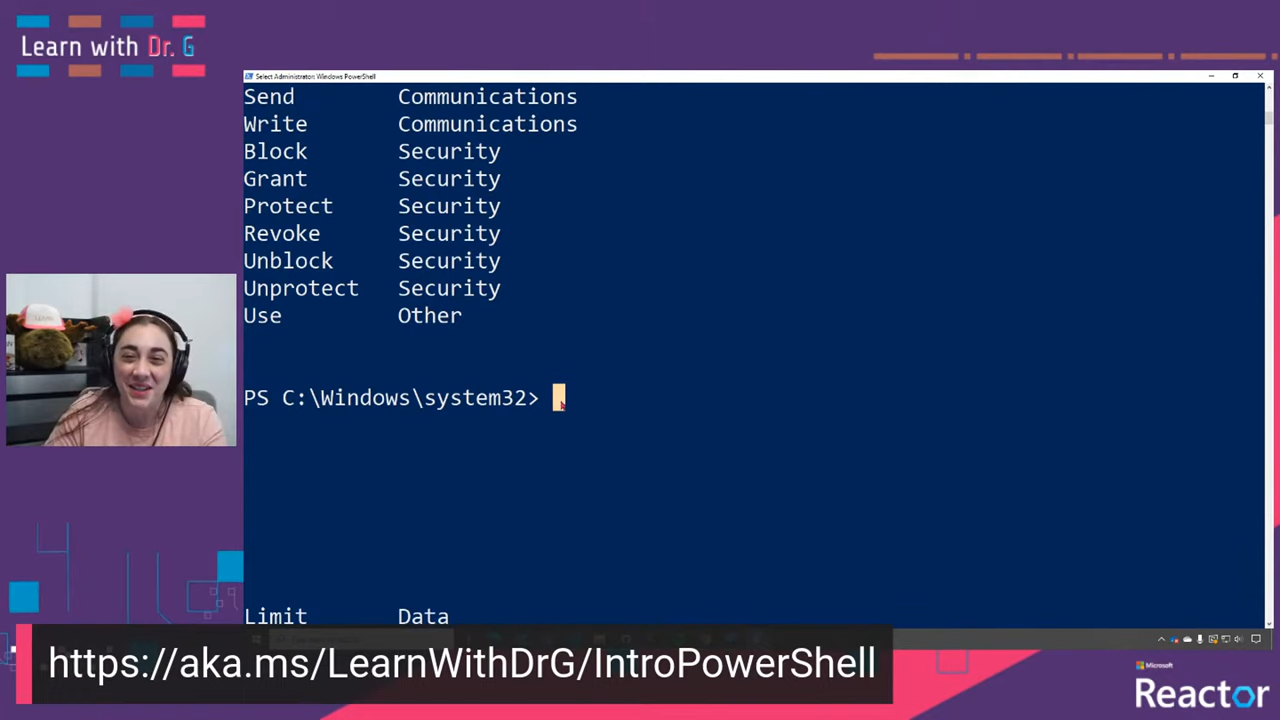 Learn with Dr. G
Select Administrator: Windows PowerShell
Send Communications
Write Communications
Block Security
Grant Security
Protect Security
Revoke Security
Unblock Security
Unprotect Security
Use Other
PS C:\Windows\system32>
Limit Data
https://aka.ms/LearnWithDrG/IntroPowerShell
Microsoft
Reactor